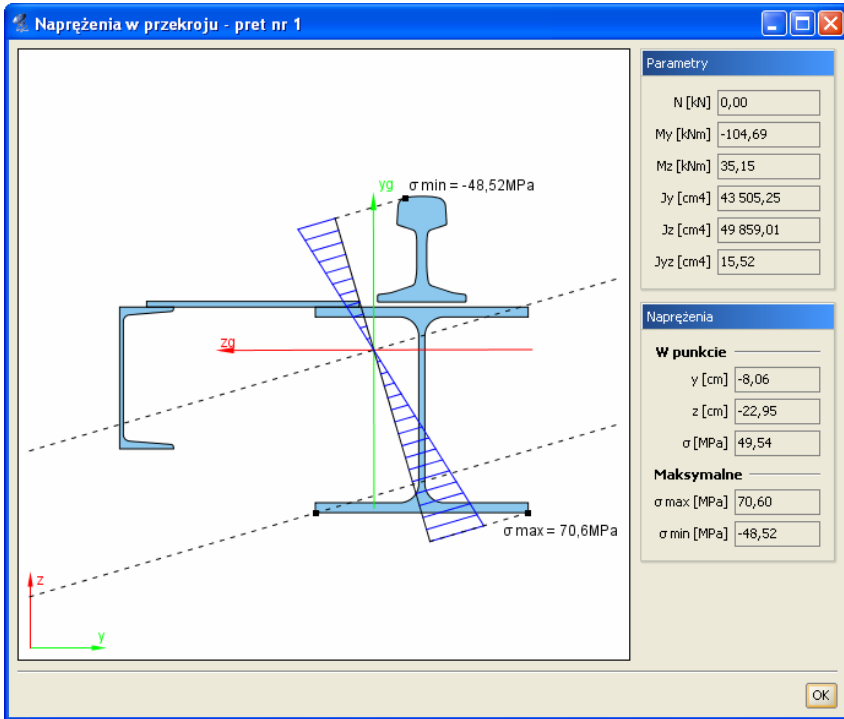 Naprężenia w przekroju - pret nr 1
yg
σ min = -48,52MPa
zg
σ max = 70,6MPa
z
y
Parametry
N [kN] 0,00
My [kNm] -104,69
Mz [kNm] 35,15
Jy [cm4] 43 505,25
Jz [cm4] 49 859,01
Jyz [cm4] 15,52
Naprężenia
W punkcie
y [cm] -8,06
z [cm] -22,95
σ [MPa] 49,54
Maksymalne
σ max [MPa] 70,60
σ min [MPa] -48,52
OK